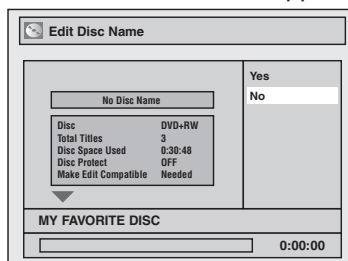 Edit Disc Name
Yes
No
No Disc Name
Disc DVD+RW
Total Titles 3
Disc Space Used 0:30:48
Disc Protect OFF
Make Edit Compatible Needed
MY FAVORITE DISC
0:00:00